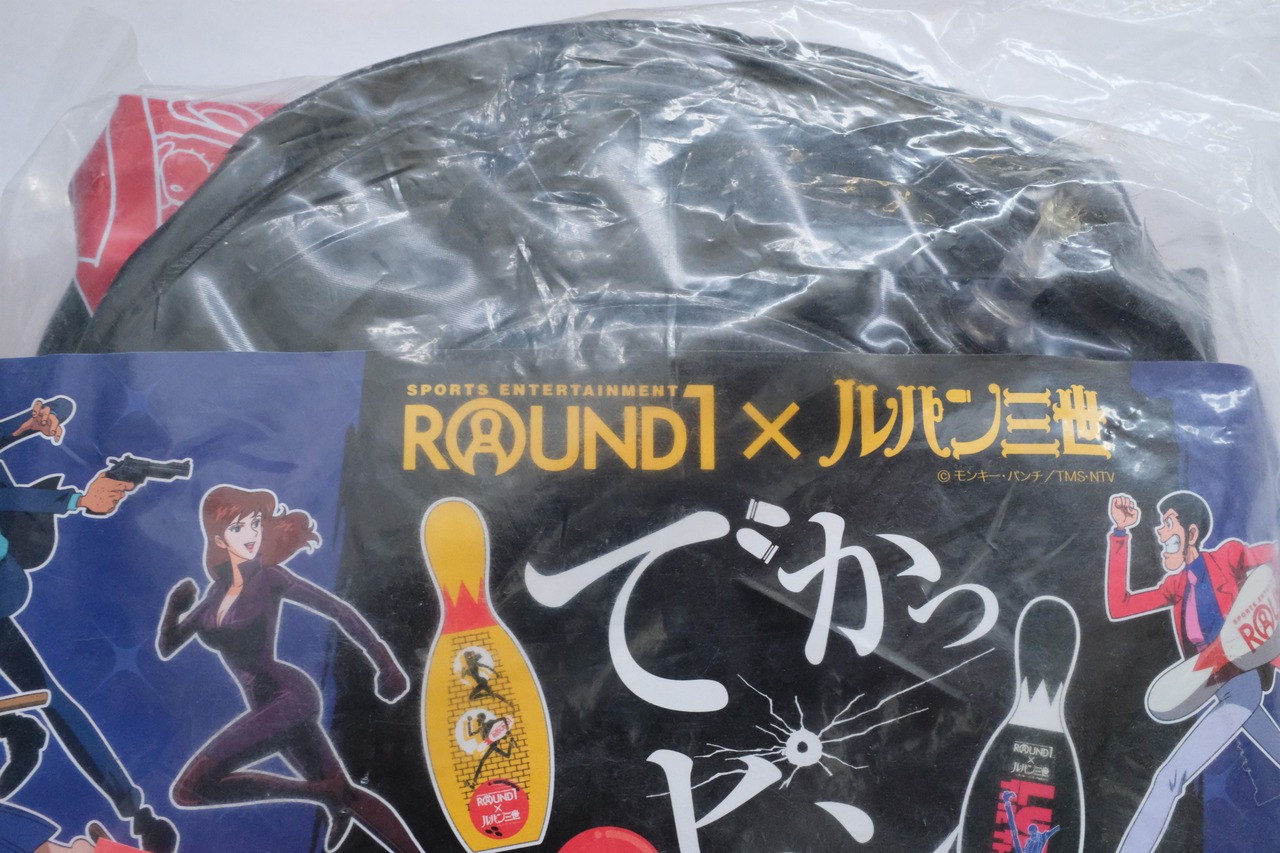 SPORTS ENTERTAINMENT
ROUND1 × ルパン三世
© モンキー・パンチ／TMS・NTV
でかっ
ROUND1
×
ルパン三世
ROUND1
×
ルパン三世